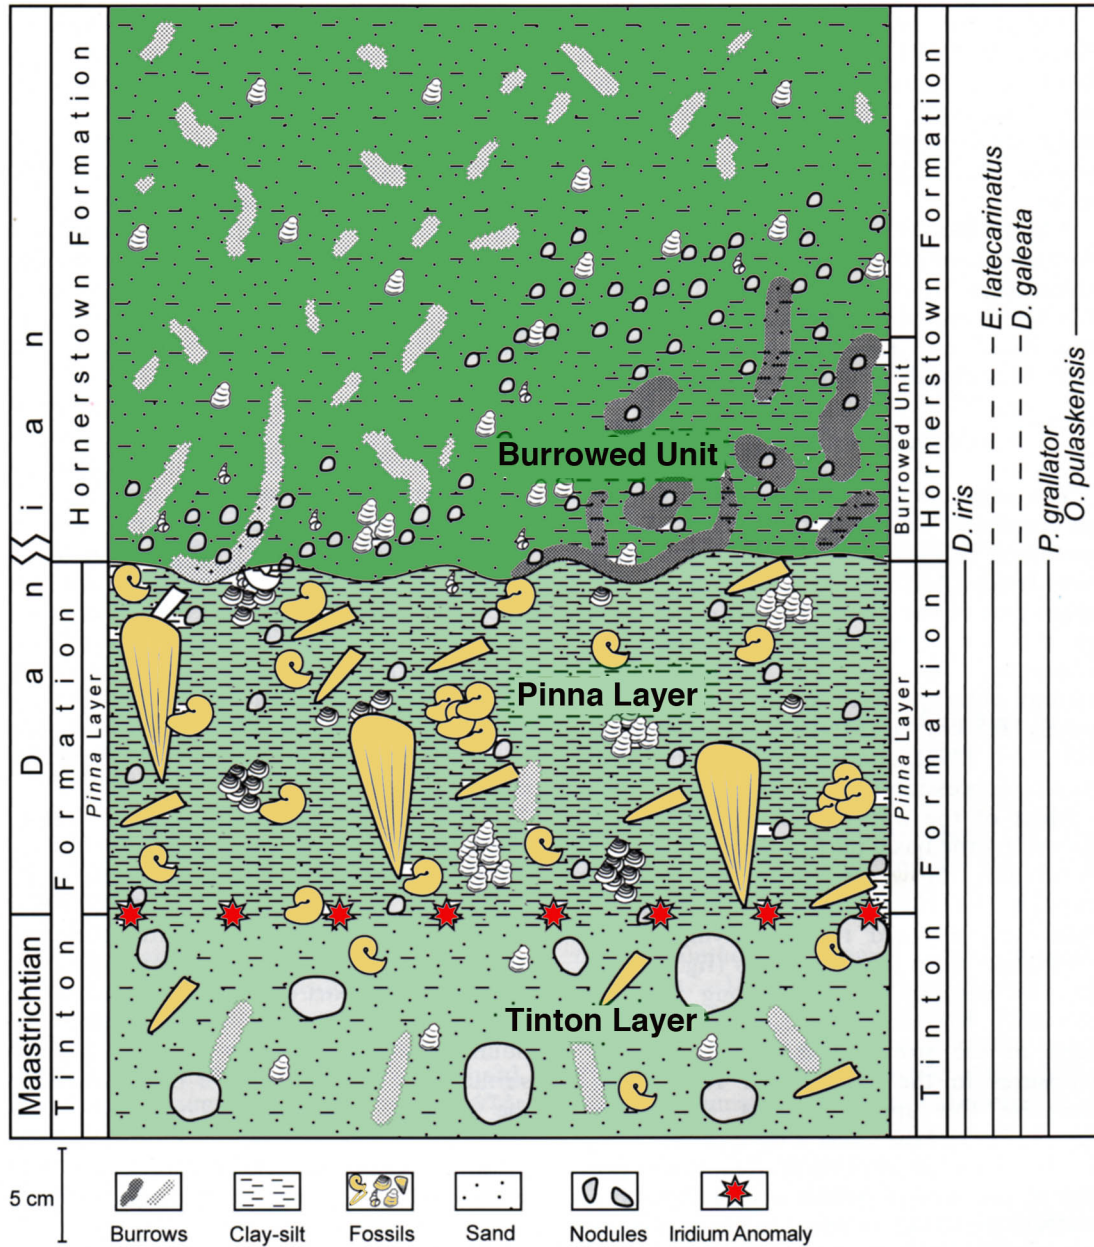 Hornerstown Formation
Danian
Pinna Layer
Tinton Formation
Maastrichtian
Burrowed Unit
Pinna Layer
Tinton Layer
Burrowed Unit
Hornerstown Formation
Pinna Layer
Tinton Formation
D. iris
E. latecarinatus
D. galeata
P. grallator
O. pulaskensis
5 cm
Burrows
Clay-silt
Fossils
Sand
Nodules
Iridium Anomaly